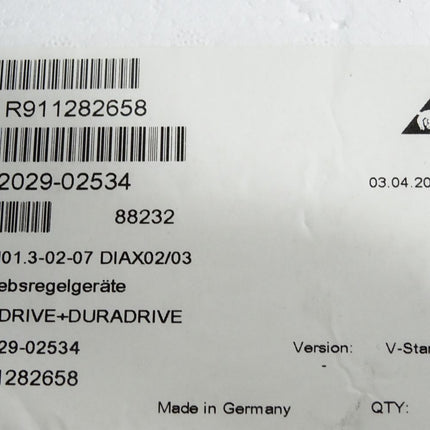 R911282658
2029-02534
03.04.20
88232
01.3-02-07 DIAX02/03
ebsregelgeräte
DRIVE+DURADRIVE
29-02534
Version: V-Star
-
1282658
Made in Germany
QTY: